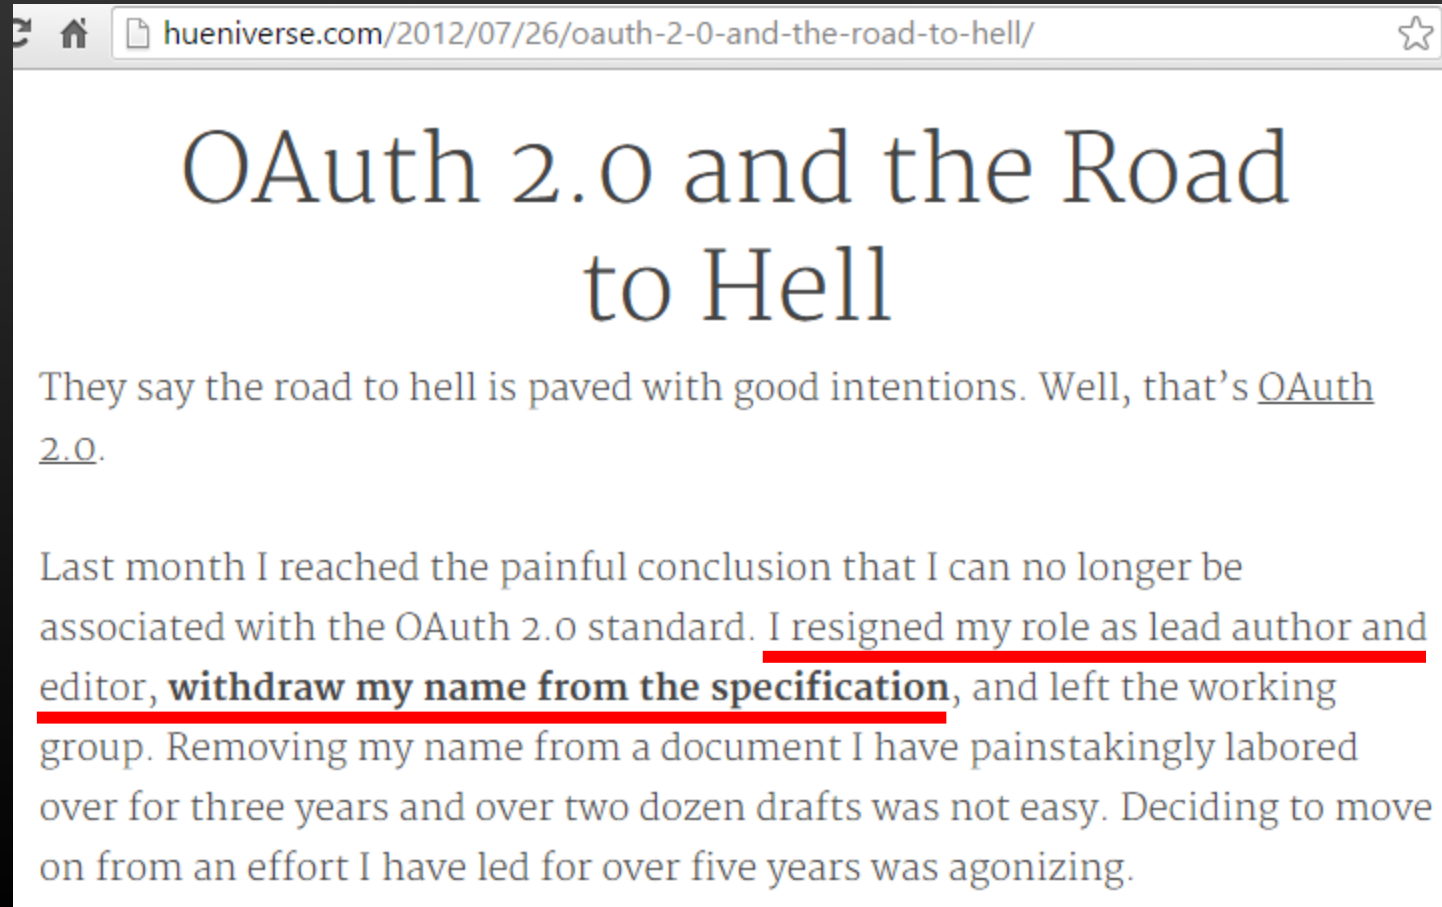 hueniverse.com/2012/07/26/oauth-2-0-and-the-road-to-hell/
OAuth 2.0 and the Road
to Hell
They say the road to hell is paved with good intentions. Well, that’s OAuth
2.0.
Last month I reached the painful conclusion that I can no longer be
associated with the OAuth 2.0 standard. I resigned my role as lead author and
editor, withdraw my name from the specification, and left the working
group. Removing my name from a document I have painstakingly labored
over for three years and over two dozen drafts was not easy. Deciding to move
on from an effort I have led for over five years was agonizing.